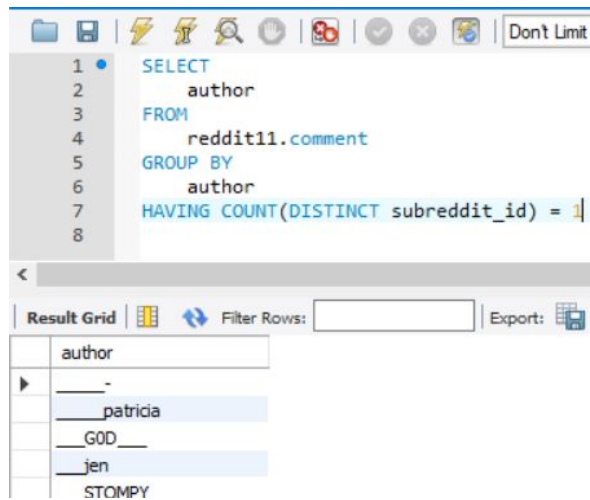 Don't Limit
1 SELECT
2 author
3 FROM
4 reddit11.comment
5 GROUP BY
6 author
7 HAVING COUNT(DISTINCT subreddit_id) = 1
8
Result Grid Filter Rows: Export:
author
_____-
_____patricia
___G0D___
___jen
STOMPY